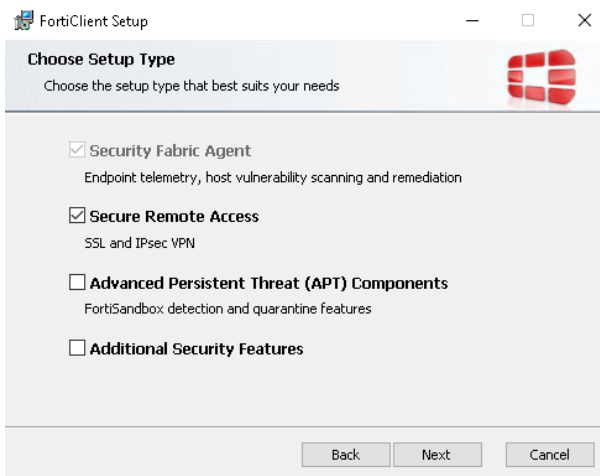 FortiClient Setup
Choose Setup Type
Choose the setup type that best suits your needs
Security Fabric Agent
Endpoint telemetry, host vulnerability scanning and remediation
Secure Remote Access
SSL and IPsec VPN
Advanced Persistent Threat (APT) Components
FortiSandbox detection and quarantine features
Additional Security Features
Back Next Cancel